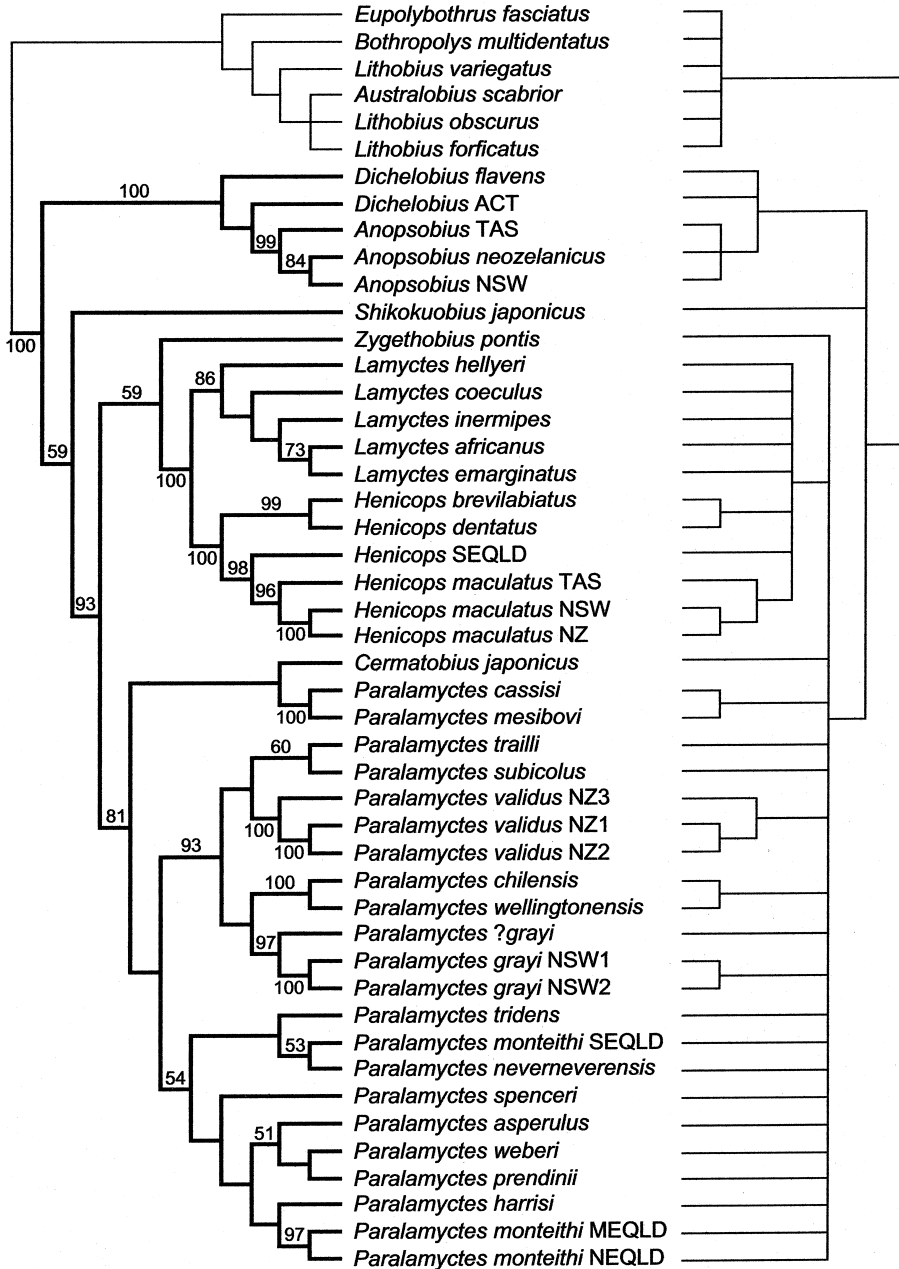 Eupolybothrus fasciatus
Bothropolys multidentatus
Lithobius variegatus
Australobius scabrior
Lithobius obscurus
Lithobius forficatus
Dichelobius flavens
100
Dichelobius ACT
Anopsobius TAS
99
Anopsobius neozelanicus
84
Anopsobius NSW
Shikokuobius japonicus
Zygethobius pontis
100
Lamyctes hellyeri
86
59
Lamyctes coeculus
Lamyctes inermipes
Lamyctes africanus
73
59
Lamyctes emarginatus
100
Henicops brevilabiatus
99
Henicops dentatus
Henicops SEQLD
100
98
Henicops maculatus TAS
96
Henicops maculatus NSW
93
Henicops maculatus NZ
100
Cermatobius japonicus
Paralamyctes cassisi
Paralamyctes mesibovi
100
Paralamyctes trailli
60
Paralamyctes subicolus
Paralamyctes validus NZ3
81
100
Paralamyctes validus NZ1
93
Paralamyctes validus NZ2
100
Paralamyctes chilensis
100
Paralamyctes wellingtonensis
Paralamyctes ?grayi
97
Paralamyctes grayi NSW1
Paralamyctes grayi NSW2
100
Paralamyctes tridens
Paralamyctes monteithi SEQLD
53
Paralamyctes neverneverensis
54
Paralamyctes spenceri
Paralamyctes asperulus
51
Paralamyctes weberi
Paralamyctes prendinii
Paralamyctes harrisi
Paralamyctes monteithi MEQLD
97
Paralamyctes monteithi NEQLD